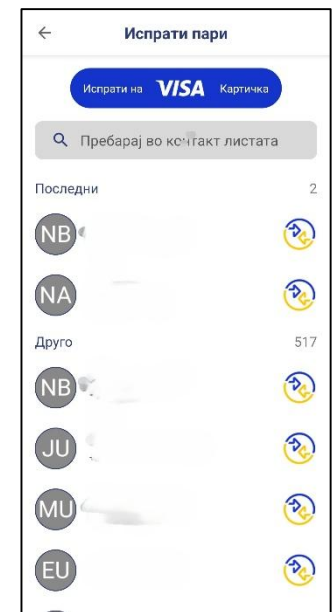 Испрати пари
Испрати на VISA Картичка
Пребарај во контакт листата
Последни 2
NB
NA
Друго 517
NB
JU
MU
EU